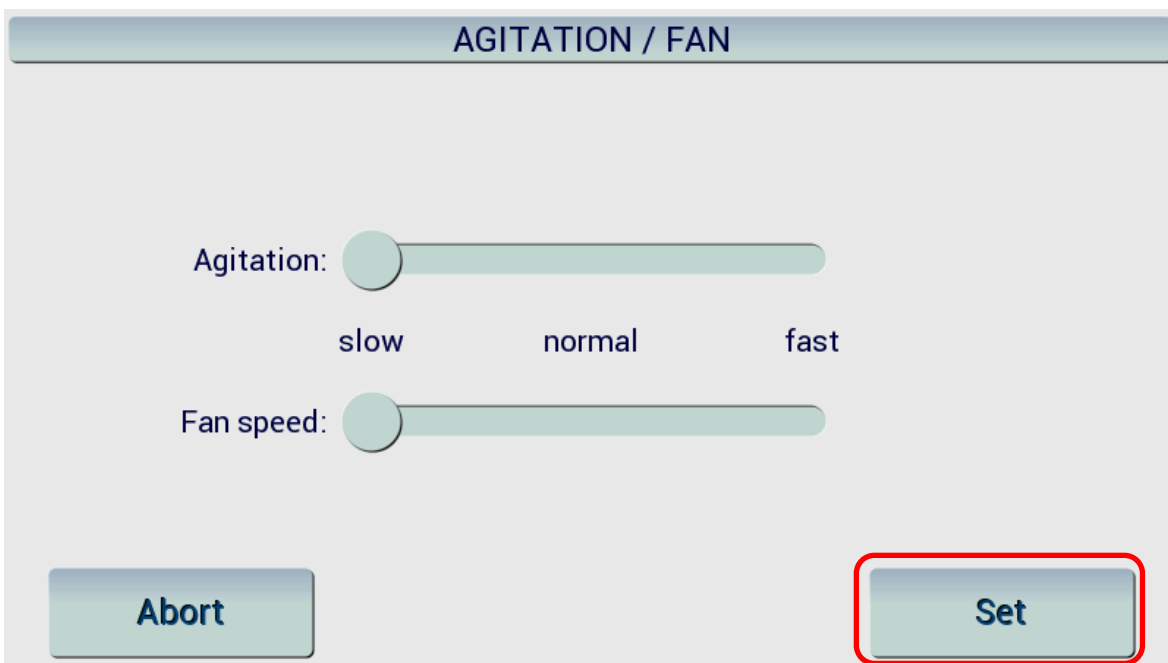 AGITATION / FAN
Agitation:
slow normal fast
Fan speed:
Abort Set